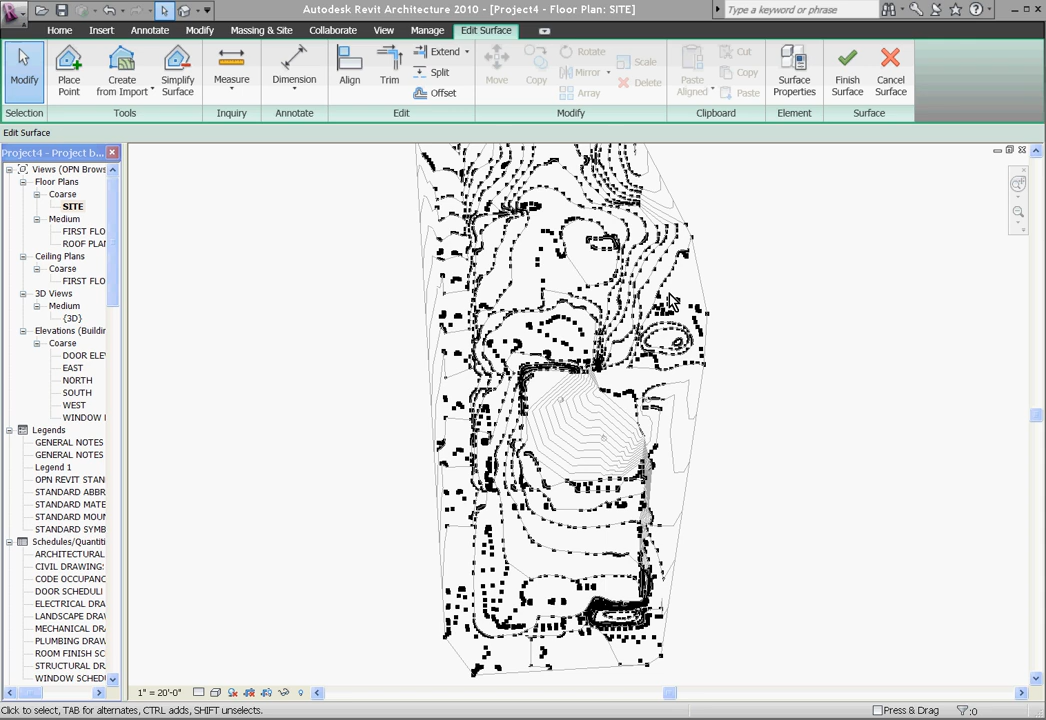 Autodesk Revit Architecture 2010 - [Project4 - Floor Plan: SITE]
Type a keyword or phrase
Home Insert Annotate Modify Massing & Site Collaborate View Manage Edit Surface
Modify
Place Point
Create from Import
Simplify Surface
Measure
Dimension
Align
Trim
Extend
Split
Offset
Move
Copy
Rotate
Mirror
Array
Scale
Delete
Paste Aligned
Cut
Copy
Paste
Surface Properties
Finish Surface
Cancel Surface
Selection Tools Inquiry Annotate Edit Modify Clipboard Element Surface
Edit Surface
Project4 - Project b...
Views (OPN Brows
Floor Plans
Coarse
SITE
Medium
FIRST FLO
ROOF PLAN
Ceiling Plans
Coarse
FIRST FLO
3D Views
Medium
{3D}
Elevations (Buildin
Coarse
DOOR ELE
EAST
NORTH
SOUTH
WEST
WINDOW
Legends
GENERAL NOTES
GENERAL NOTES
Legend 1
OPN REVIT STAN
STANDARD ABBR
STANDARD MATE
STANDARD MOUN
STANDARD SYMB
Schedules/Quantiti
ARCHITECTURAL
CIVIL DRAWINGS
CODE OCCUPANC
DOOR SCHEDULI
ELECTRICAL DRA
LANDSCAPE DRAW
MECHANICAL DRA
PLUMBING DRAW
ROOM FINISH SC
STRUCTURAL DR
WINDOW SCHED
1" = 20'-0"
Click to select, TAB for alternates, CTRL adds, SHIFT unselects.
Press & Drag
:0